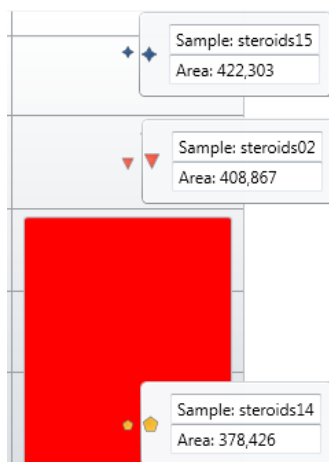 Sample: steroids15
Area: 422,303
Sample: steroids02
Area: 408,867
Sample: steroids14
Area: 378,426